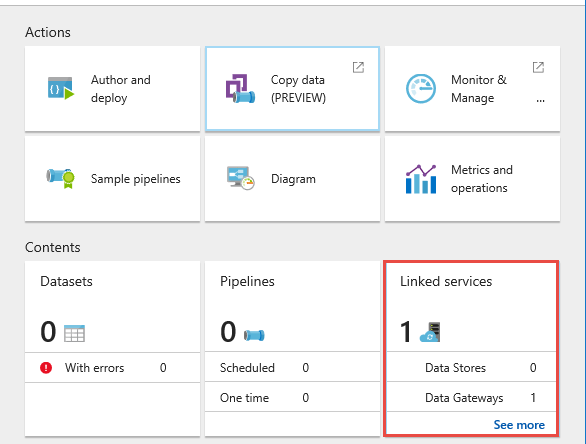 Actions
Author and
deploy
Copy data
(PREVIEW)
Monitor &
Manage
...
Sample pipelines
Diagram
Metrics and
operations
Contents
Datasets
0
With errors 0
Pipelines
0
Scheduled 0
One time 0
Linked services
1
Data Stores 0
Data Gateways 1
See more